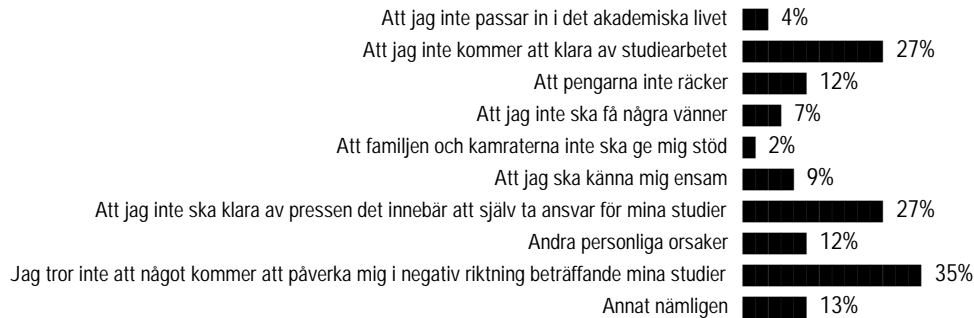 Att jag inte passar in i det akademiska livet 4%
Att jag inte kommer att klara av studiearbetet 27%
Att pengarna inte räcker 12%
Att jag inte ska få några vänner 7%
Att familjen och kamraterna inte ska ge mig stöd 2%
Att jag ska känna mig ensam 9%
Att jag inte ska klara av pressen det innebär att själv ta ansvar för mina studier 27%
Andra personliga orsaker 12%
Jag tror inte att något kommer att påverka mig i negativ riktning beträffande mina studier 35%
Annat nämligen 13%